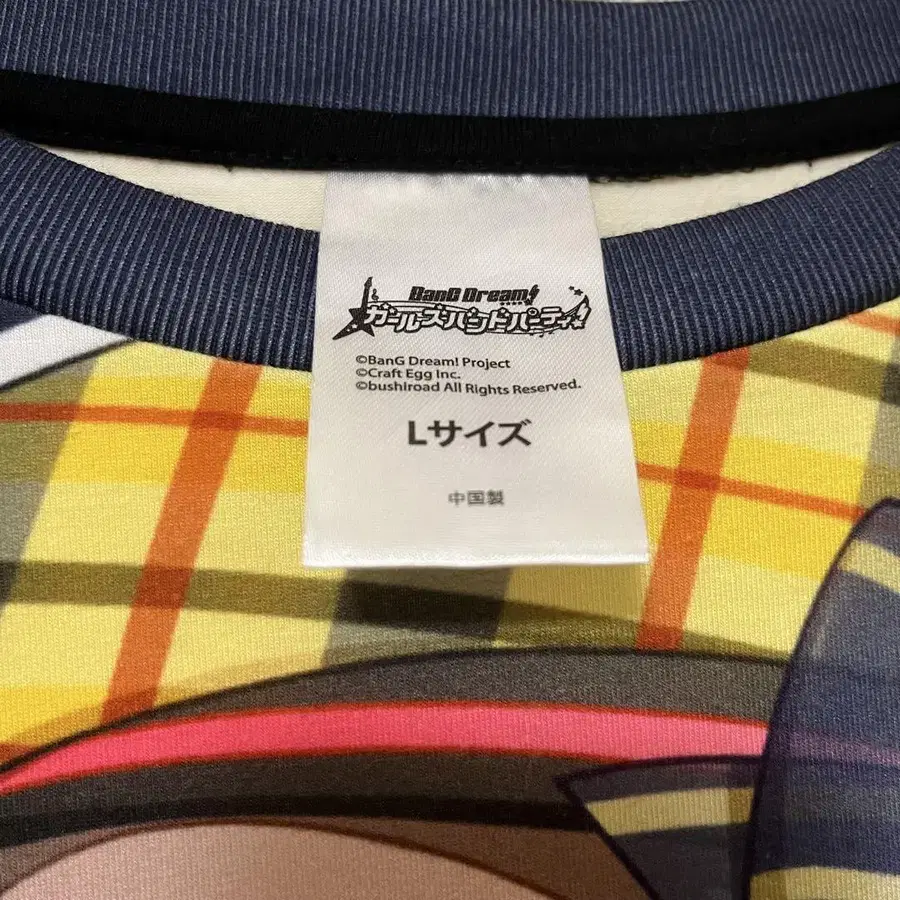 BanG Dream!
ガールズバンドパーティ!
©BanG Dream! Project
©Craft Egg Inc.
©bushiroad All Rights Reserved.
Lサイズ
中国製